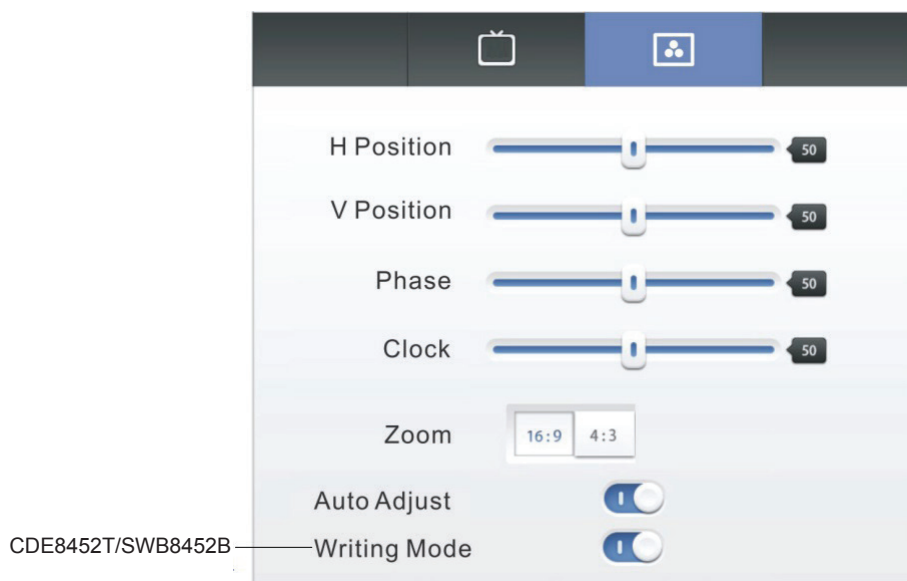 H Position 50
V Position 50
Phase 50
Clock 50
Zoom 16:9 4:3
Auto Adjust
CDE8452T/SWB8452B Writing Mode